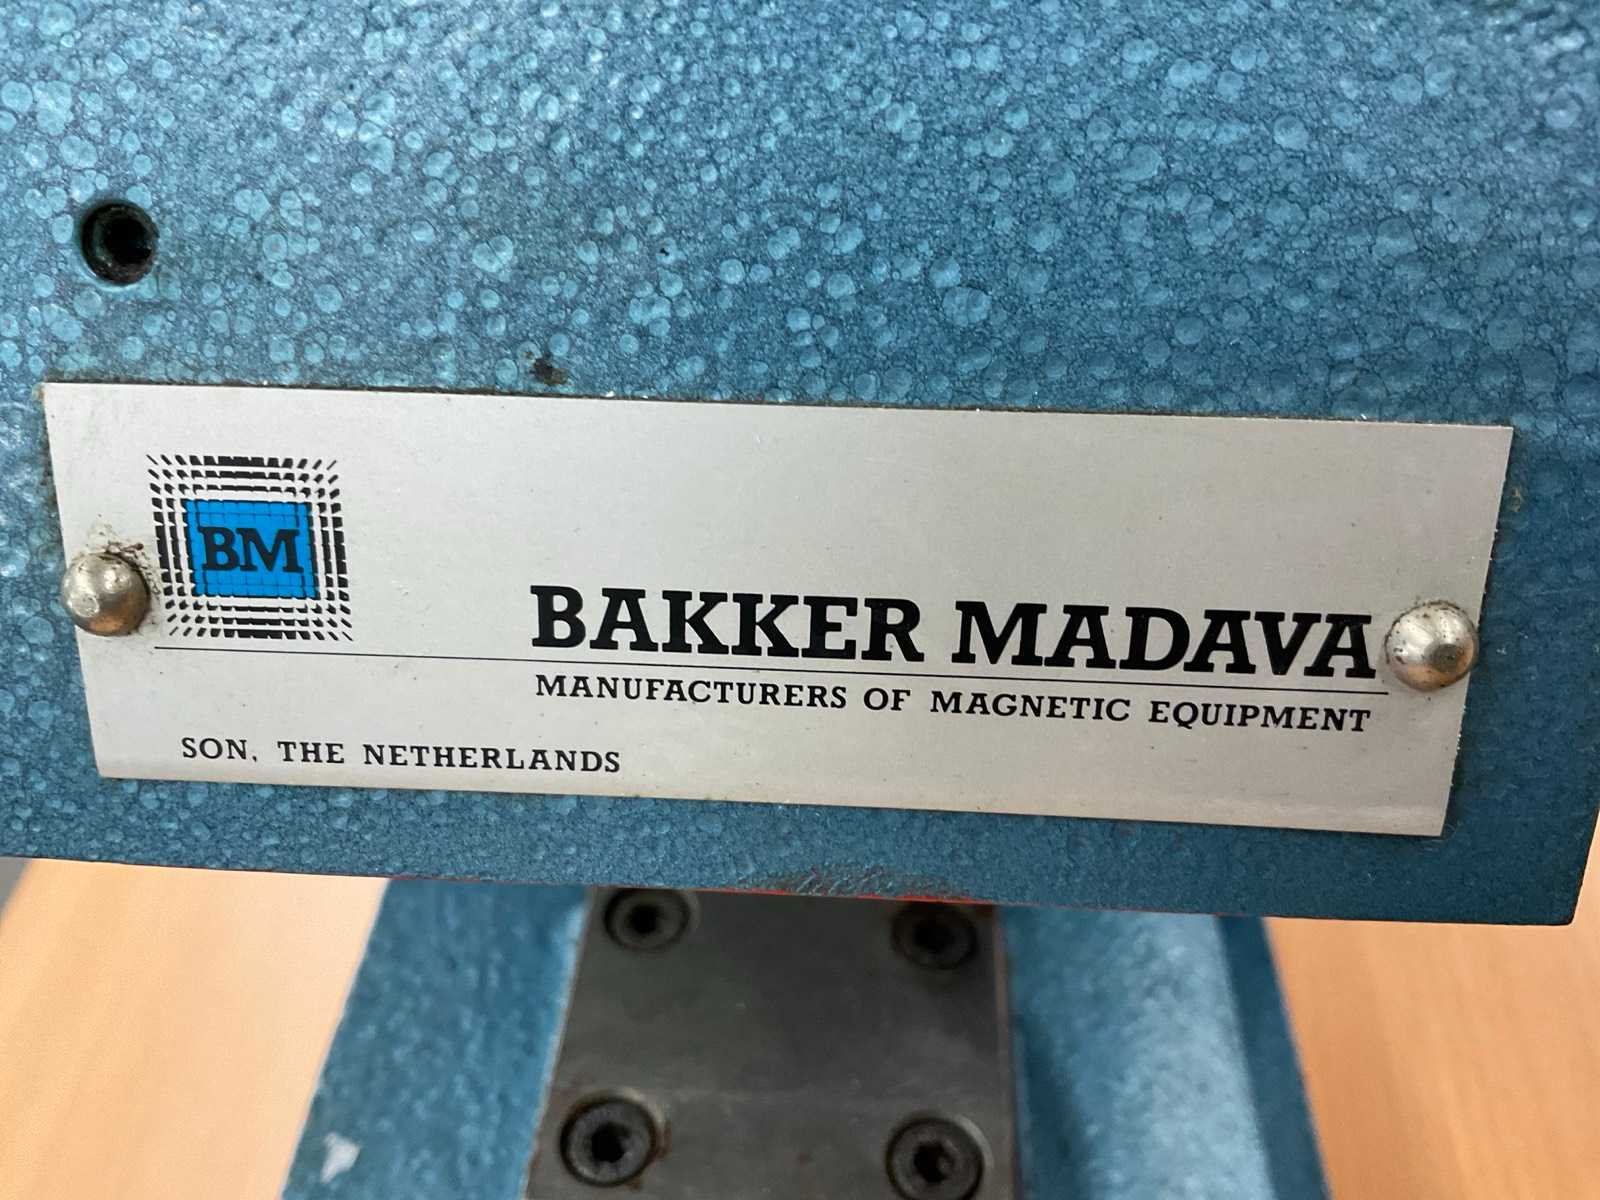 BM
BAKKER MADAVA
MANUFACTURERS OF MAGNETIC EQUIPMENT
SON, THE NETHERLANDS